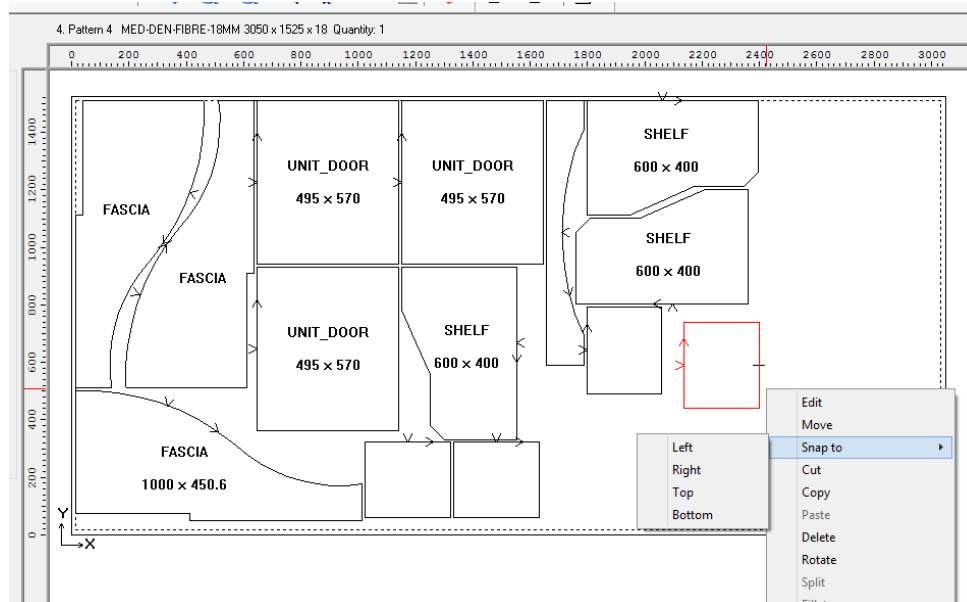 4. Pattern 4 MED-DEN-FIBRE-18MM 3050 x 1525 x 18 Quantity: 1
0 200 400 600 800 1000 1200 1400 1600 1800 2000 2200 2400 2600 2800 3000
1400
1200
1000
800
600
400
200
0
FASCIA
FASCIA
UNIT_DOOR
495 × 570
UNIT_DOOR
495 × 570
SHELF
600 × 400
SHELF
600 × 400
UNIT_DOOR
495 × 570
SHELF
600 × 400
FASCIA
1000 × 450.6
Y
X
Left
Right
Top
Bottom
Edit
Move
Snap to
Cut
Copy
Paste
Delete
Rotate
Split